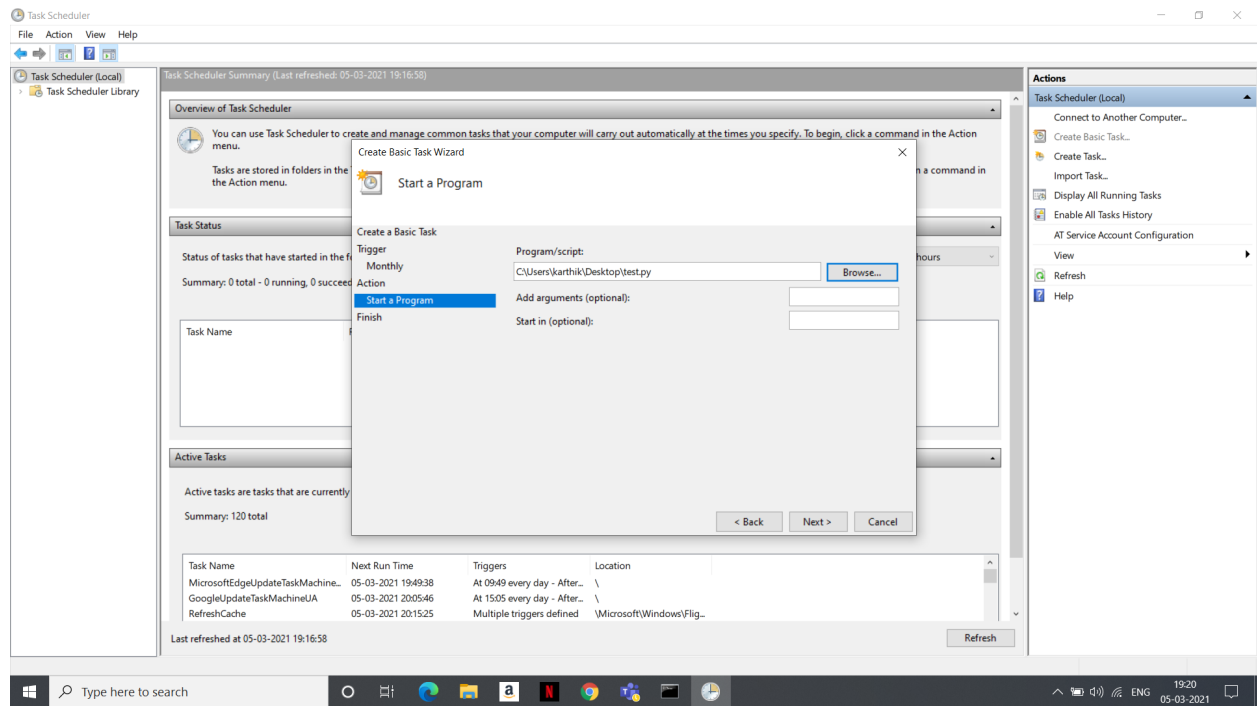 Task Scheduler
File Action View Help
Task Scheduler (Local)
Task Scheduler Library
Task Scheduler Summary (Last refreshed: 05-03-2021 19:16:58)
Overview of Task Scheduler
You can use Task Scheduler to create and manage common tasks that your computer will carry out automatically at the times you specify. To begin, click a command in the Action
menu.
Tasks are stored in folders in the
n a command in
the Action menu.
Task Status
Status of tasks that have started in the f
hours
Summary: 0 total - 0 running, 0 succeed
Task Name
Create Basic Task Wizard
Start a Program
Create a Basic Task
Trigger
Monthly
Action
Start a Program
Finish
Program/script:
C:\Users\karthik\Desktop\test.py
Browse...
Add arguments (optional):
Start in (optional):
< Back
Next >
Cancel
Active Tasks
Active tasks are tasks that are currently
Summary: 120 total
Task Name Next Run Time Triggers Location
MicrosoftEdgeUpdateTaskMachine... 05-03-2021 19:49:38 At 09:49 every day - After... \
GoogleUpdateTaskMachineUA 05-03-2021 20:05:46 At 15:05 every day - After... \
RefreshCache 05-03-2021 20:15:25 Multiple triggers defined \Microsoft\Windows\Flig...
Last refreshed at 05-03-2021 19:16:58
Refresh
Actions
Task Scheduler (Local)
Connect to Another Computer...
Create Basic Task...
Create Task...
Import Task...
Display All Running Tasks
Enable All Tasks History
AT Service Account Configuration
View
Refresh
Help
Type here to search
a
N
ENG
19:20
05-03-2021